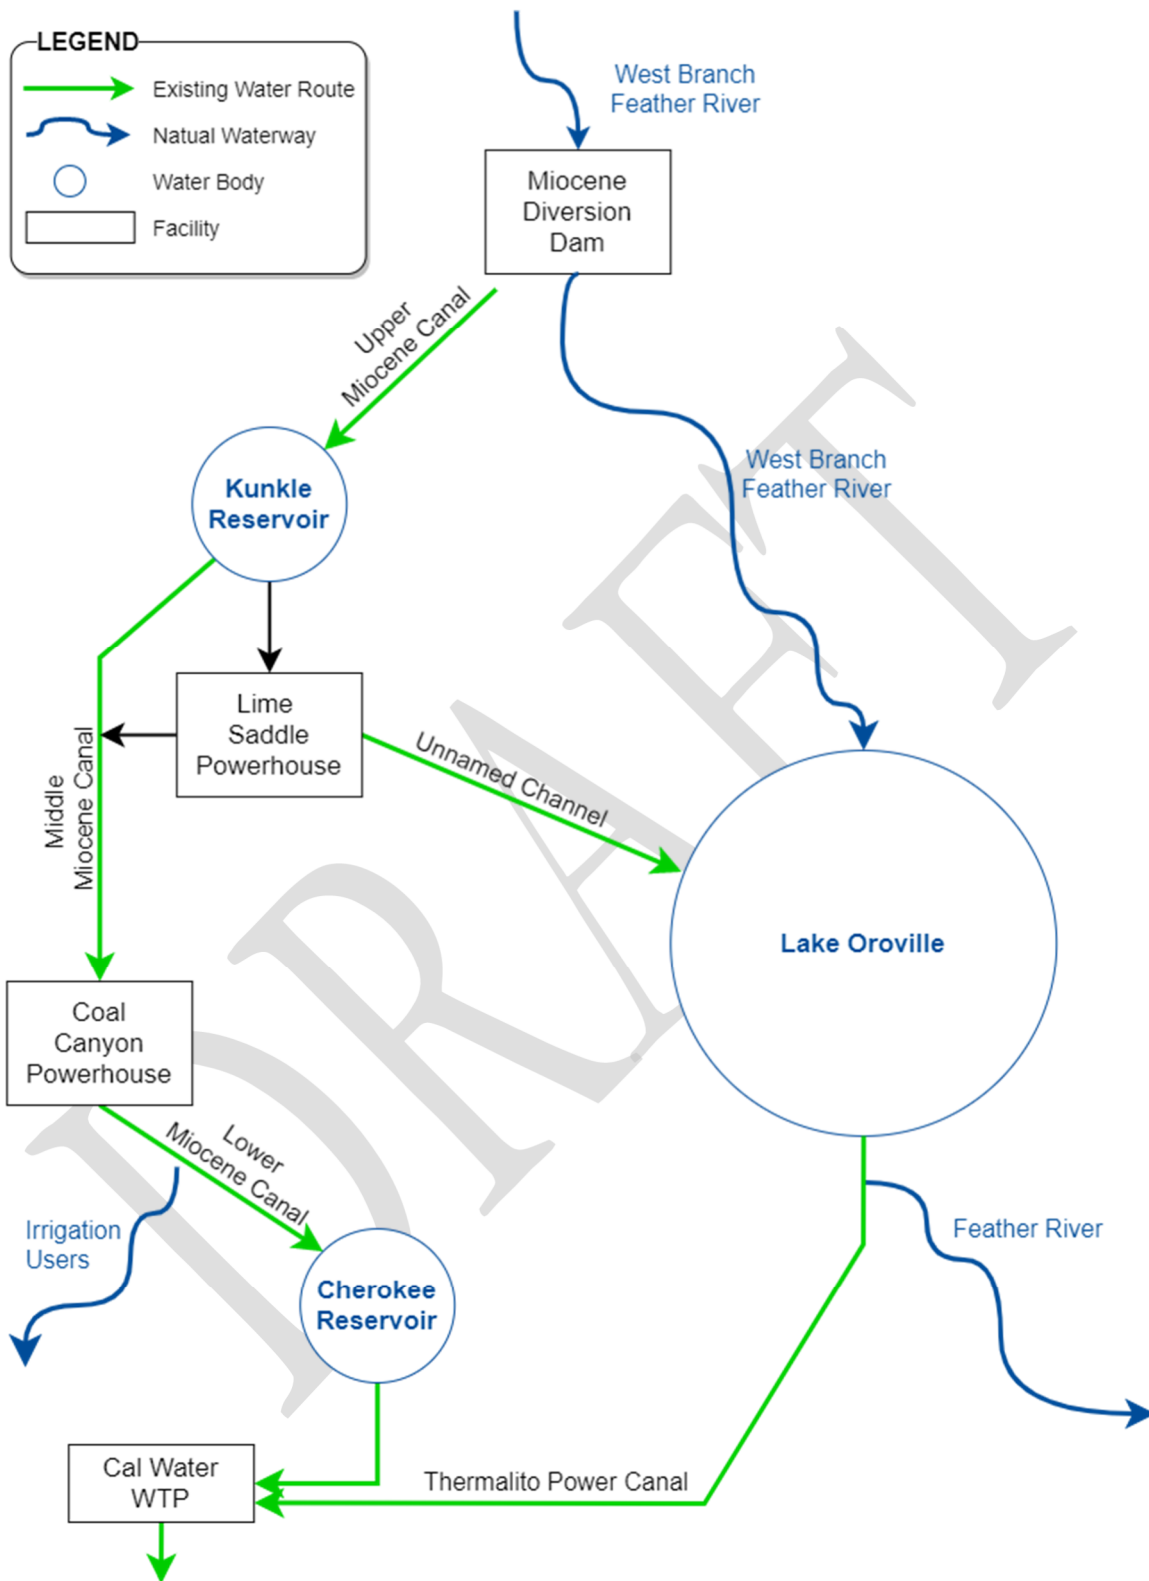 LEGEND
Existing Water Route
Natual Waterway
Water Body
Facility
West Branch
Feather River
Miocene
Diversion
Dam
Upper
Miocene Canal
West Branch
Feather River
Kunkle
Reservoir
Lime
Saddle
Powerhouse
Unnamed Channel
Middle
Miocene Canal
Lake Oroville
Coal
Canyon
Powerhouse
Lower
Miocene Canal
Irrigation
Users
Feather River
Cherokee
Reservoir
Cal Water
WTP
Thermalito Power Canal
DRAFT